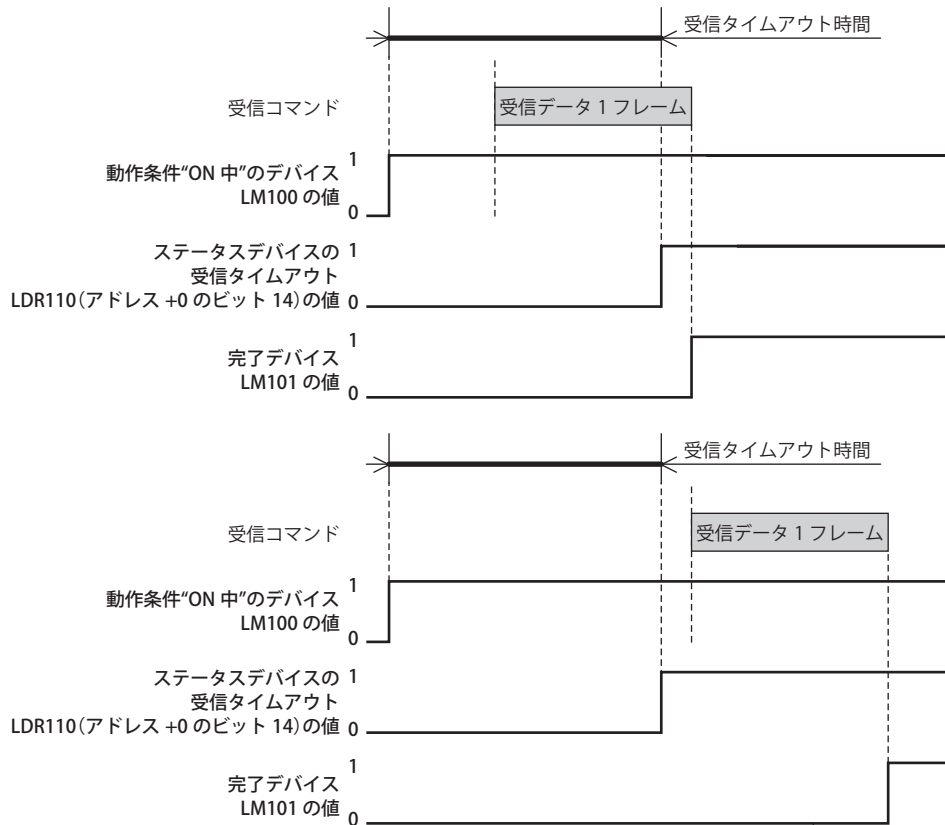 受信タイムアウト時間
受信コマンド
受信データ 1 フレーム
動作条件“ON 中”のデバイス
LM100 の値
1
0
ステータスデバイスの
受信タイムアウト
LDR110(アドレス +0 のビット 14)の値
1
0
完了デバイス
LM101 の値
1
0
受信タイムアウト時間
受信コマンド
受信データ 1 フレーム
動作条件“ON 中”のデバイス
LM100 の値
1
0
ステータスデバイスの
受信タイムアウト
LDR110(アドレス +0 のビット 14)の値
1
0
完了デバイス
LM101 の値
1
0